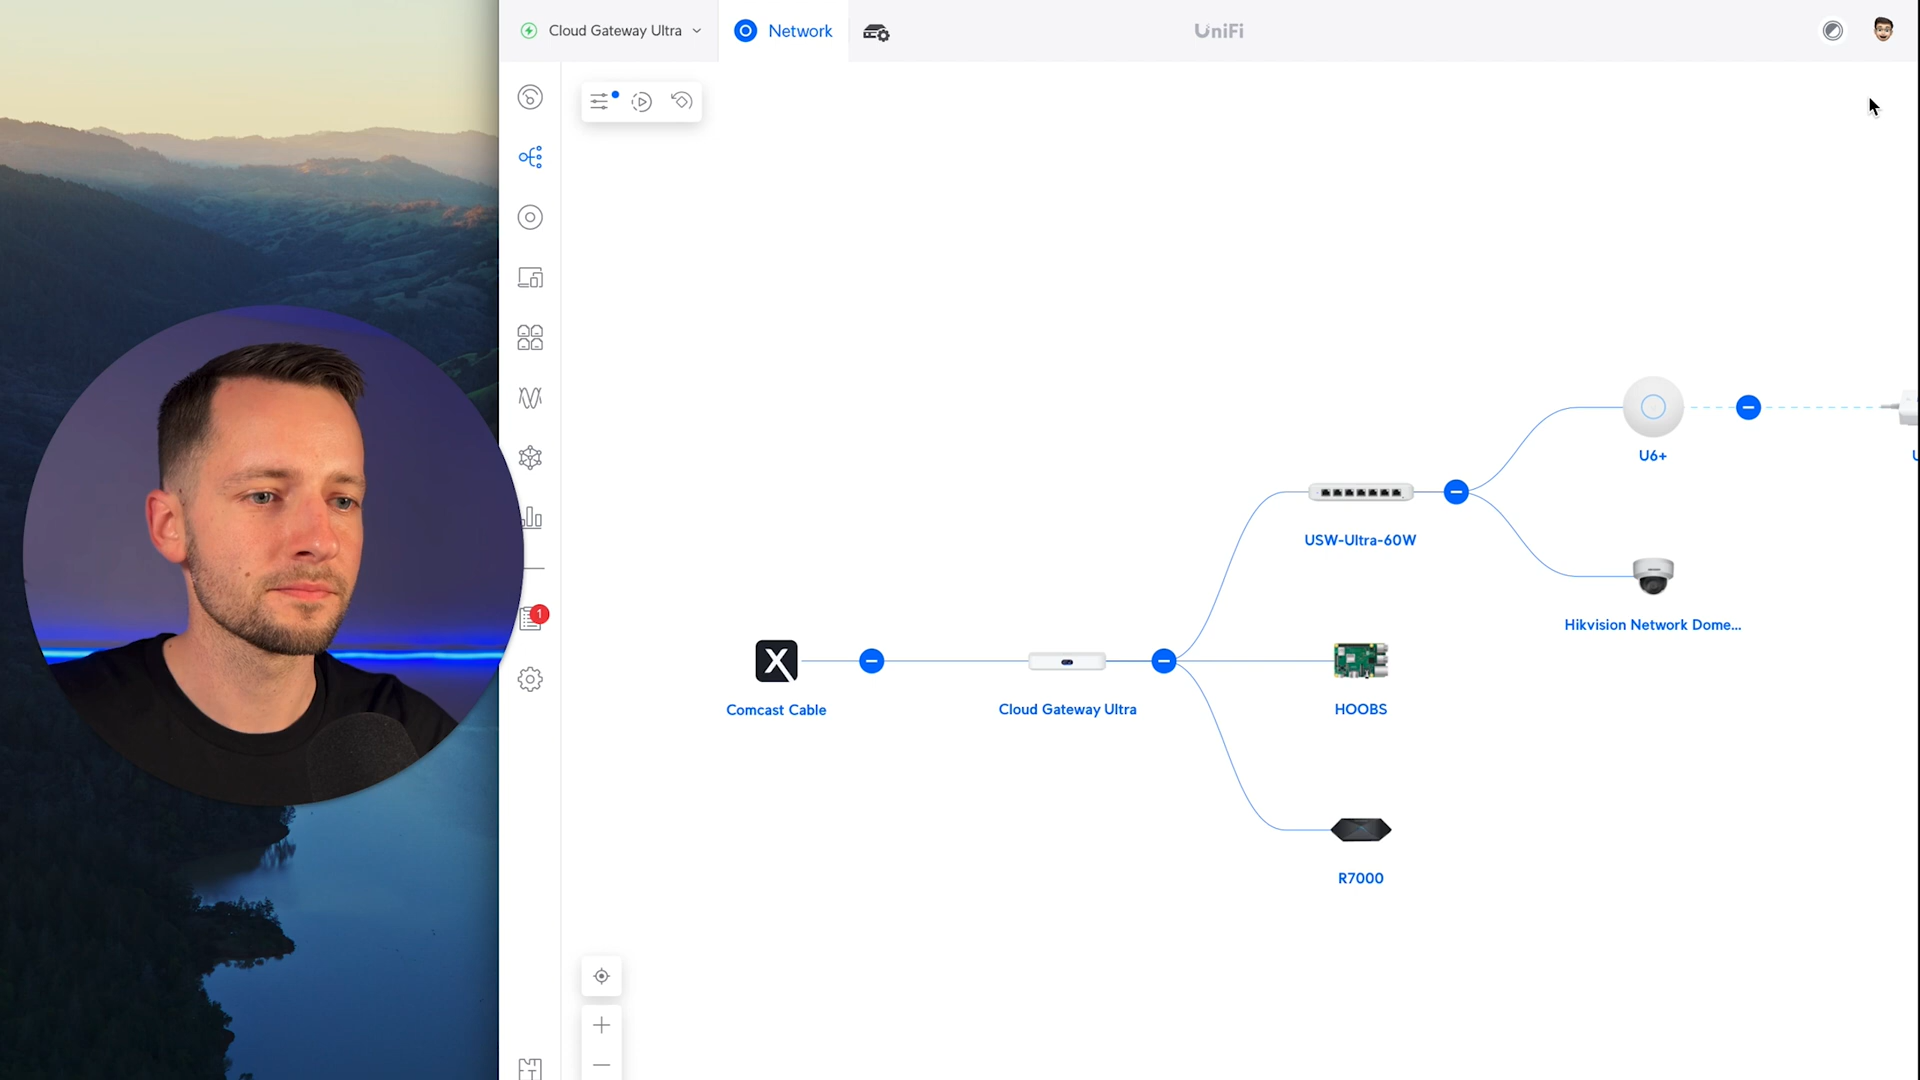 Cloud Gateway Ultra
Network
UniFi
U6+
USW-Ultra-60W
Hikvision Network Dome...
1
Comcast Cable
Cloud Gateway Ultra
HOOBS
R7000